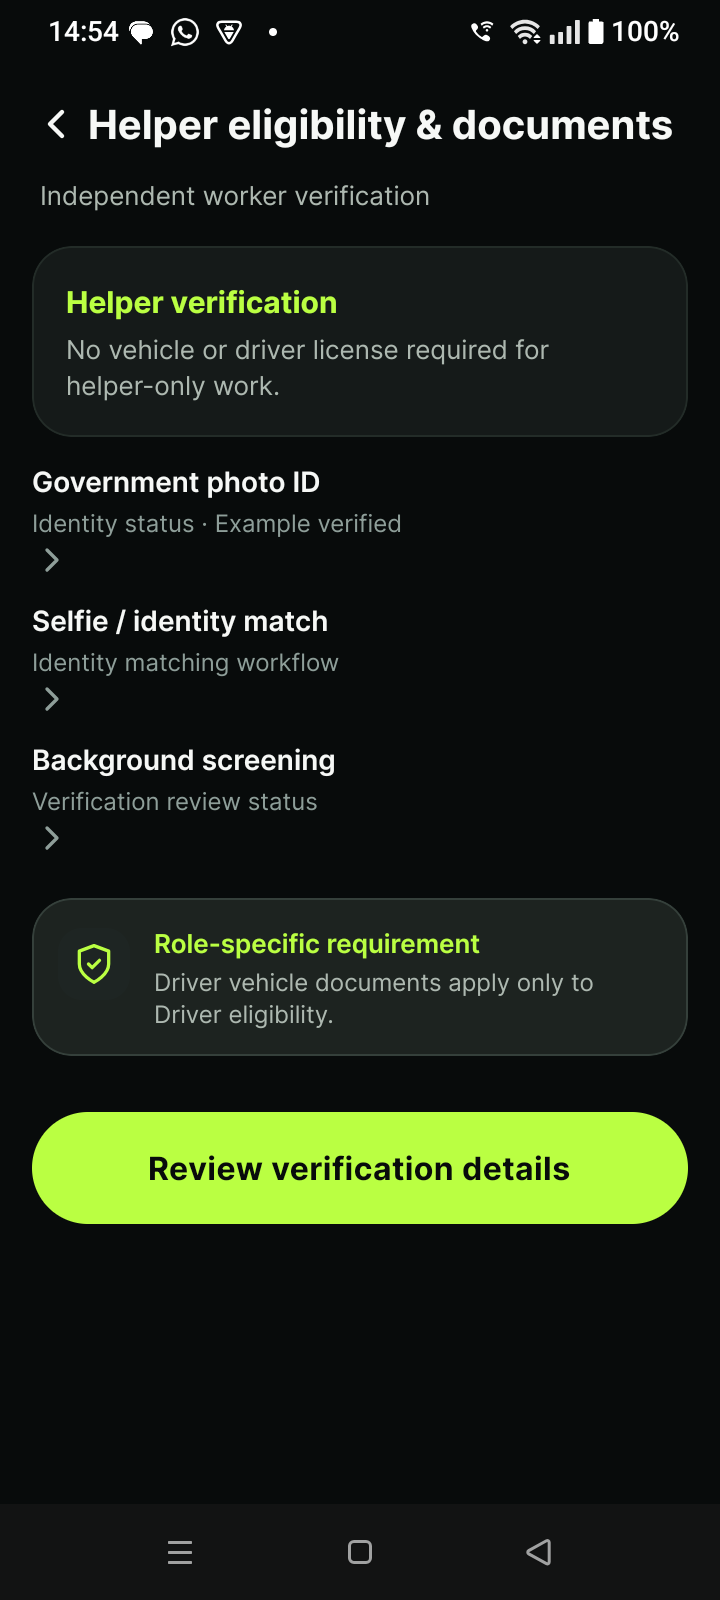 14:54
100%
Helper eligibility & documents
Independent worker verification
Helper verification
No vehicle or driver license required for
helper-only work.
Government photo ID
Identity status · Example verified
Selfie / identity match
Identity matching workflow
Background screening
Verification review status
Role-specific requirement
Driver vehicle documents apply only to
Driver eligibility.
Review verification details